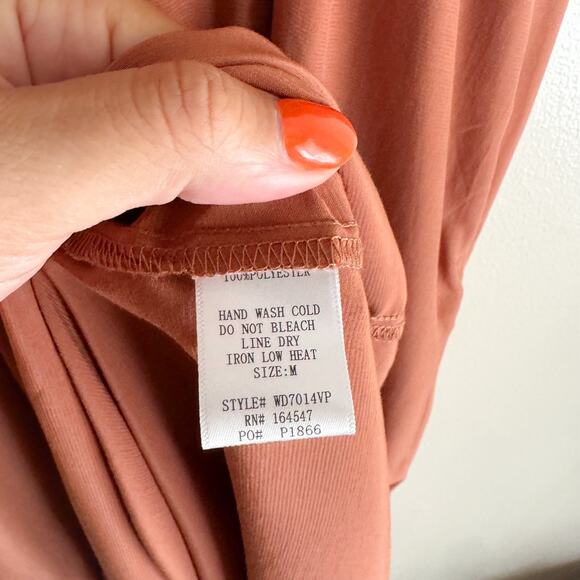 100%POLYESTER
HAND WASH COLD
DO NOT BLEACH
LINE DRY
IRON LOW HEAT
SIZE:M
STYLE# WD7014VP
RN# 164547
PO# P1866